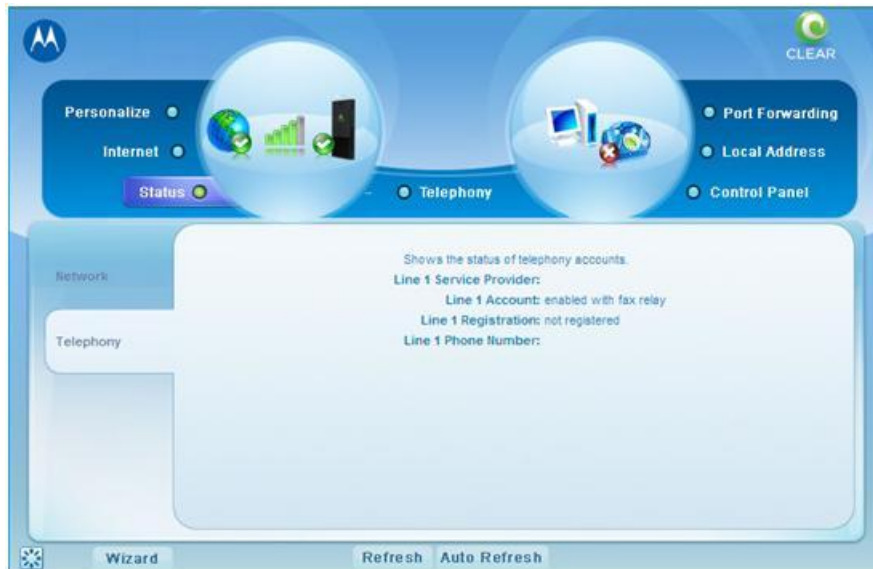 CLEAR
Personalize
Internet
Status
Telephony
Port Forwarding
Local Address
Control Panel
Network
Telephony
Shows the status of telephony accounts.
Line 1 Service Provider:
Line 1 Account: enabled with fax relay
Line 1 Registration: not registered
Line 1 Phone Number:
Wizard
Refresh
Auto Refresh